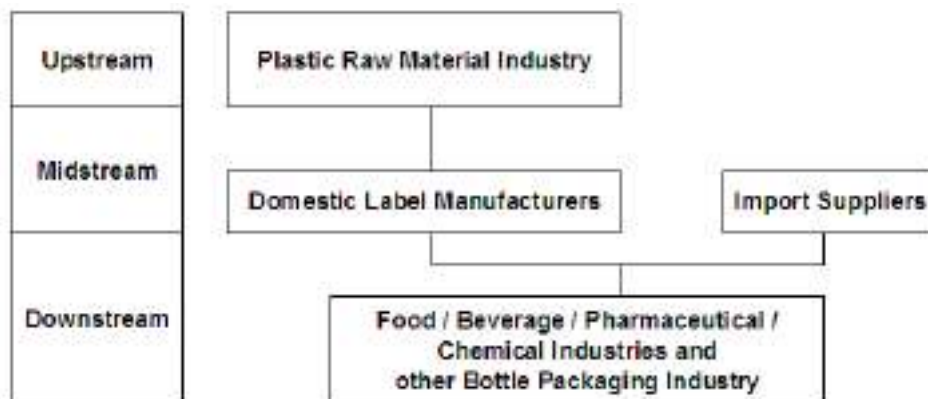 Upstream
Plastic Raw Material Industry
Midstream
Domestic Label Manufacturers
Import Suppliers
Downstream
Food / Beverage / Pharmaceutical /
Chemical Industries and
other Bottle Packaging Industry